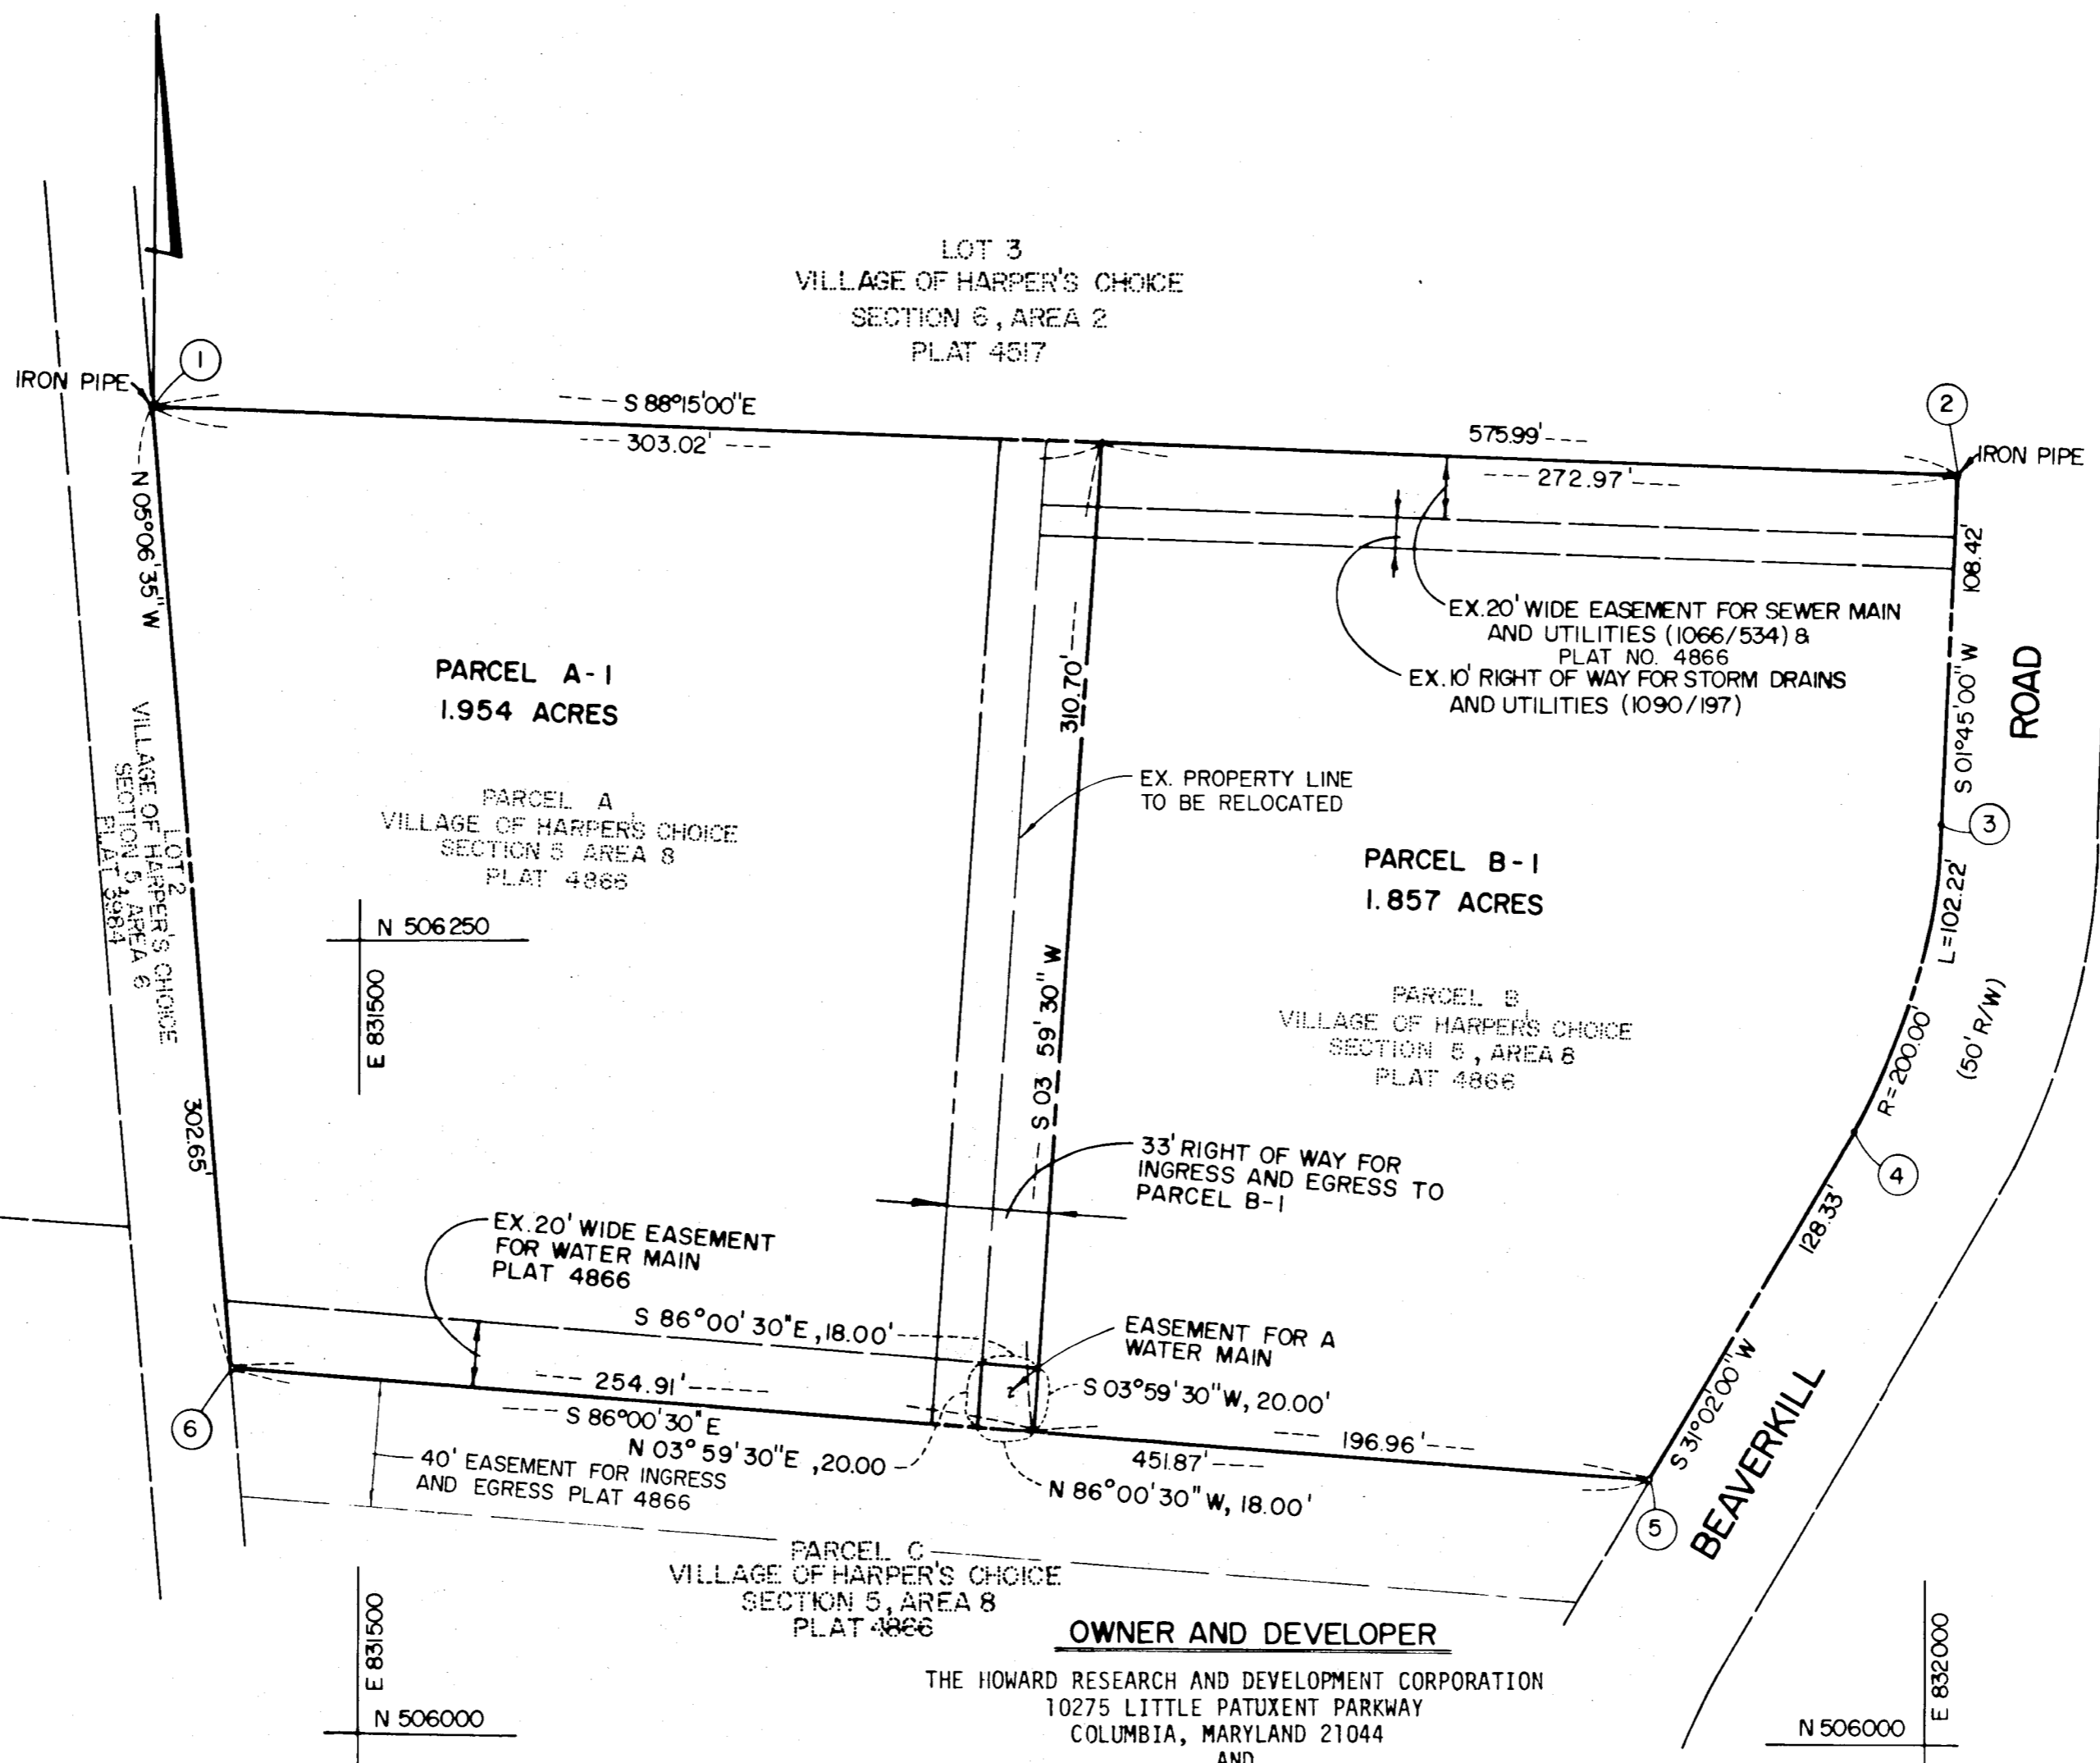 LOT 3
VILLAGE OF HARPER'S CHOICE
SECTION 6, AREA 2
PLAT 4517
IRON PIPE
1
2
IRON PIPE
S 88°15'00"E
303.02'
575.99'
272.97'
N 05°06'35" W
302.65'
108.42'
S 01°45'00" W
ROAD
EX.20' WIDE EASEMENT FOR SEWER MAIN
AND UTILITIES (1066/534) &
PLAT NO. 4866
EX.10' RIGHT OF WAY FOR STORM DRAINS
AND UTILITIES (1090/197)
PARCEL A-1
1.954 ACRES
310.70'
S 03 59' 30" W
EX. PROPERTY LINE
TO BE RELOCATED
PARCEL A
VILLAGE OF HARPER'S CHOICE
SECTION 5 AREA 8
PLAT 4866
LOT 2
VILLAGE OF HARPER'S CHOICE
SECTION 5, AREA 6
PLAT 3984
3
PARCEL B-1
1.857 ACRES
L=102.22'
R=200.00'
(50' R/W)
N 506250
E 831500
PARCEL B
VILLAGE OF HARPER'S CHOICE
SECTION 5, AREA 8
PLAT 4866
33' RIGHT OF WAY FOR
INGRESS AND EGRESS TO
PARCEL B-1
4
128.33'
S 31°02'00" W
BEAVERKILL
EX.20' WIDE EASEMENT
FOR WATER MAIN
PLAT 4866
S 86°00'30"E,18.00'
EASEMENT FOR A
WATER MAIN
S 03°59'30"W, 20.00'
254.91'
S 86°00'30"E
N 03°59'30"E ,20.00
6
196.96'
451.87'
N 86°00'30" W, 18.00'
5
40' EASEMENT FOR INGRESS
AND EGRESS PLAT 4866
PARCEL C
VILLAGE OF HARPER'S CHOICE
SECTION 5, AREA 8
PLAT 4866
E 831500
N 506000
E 832000
N 506000
OWNER AND DEVELOPER
THE HOWARD RESEARCH AND DEVELOPMENT CORPORATION
10275 LITTLE PATUXENT PARKWAY
COLUMBIA, MARYLAND 21044
AND